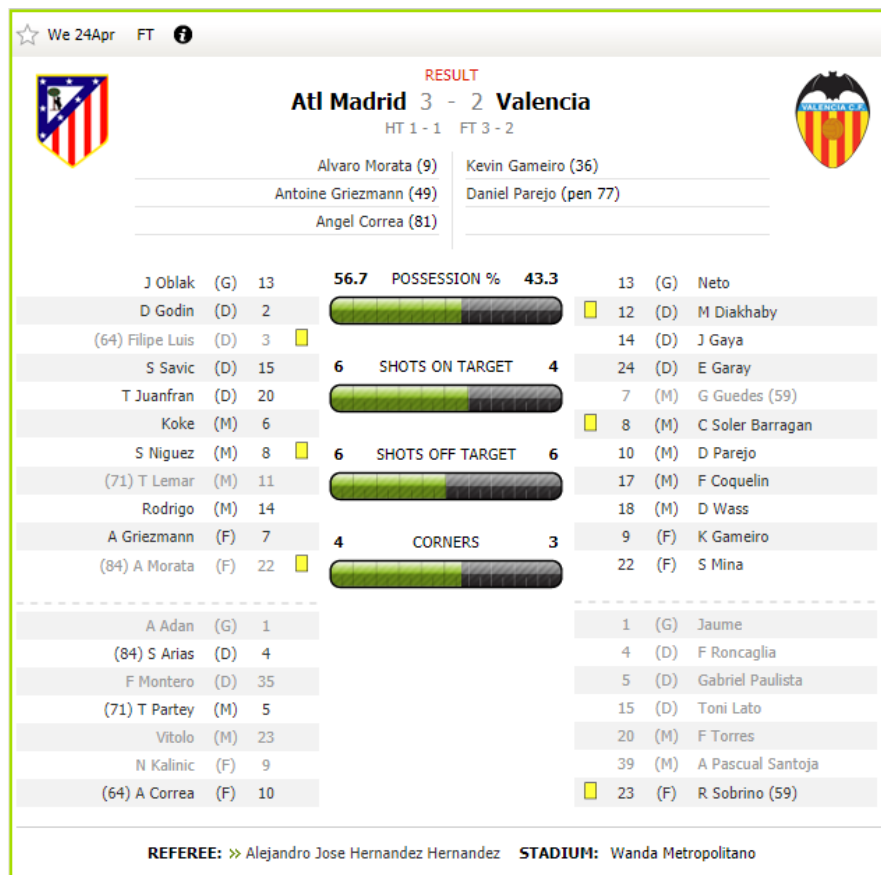 We 24Apr FT i
RESULT
Atl Madrid 3 - 2 Valencia
HT 1 - 1 FT 3 - 2
VALENCIA C.F.
Alvaro Morata (9) Kevin Gameiro (36)
Antoine Griezmann (49) Daniel Parejo (pen 77)
Angel Correa (81)
56.7 POSSESSION % 43.3
SHOTS ON TARGET
6 4
SHOTS OFF TARGET
6 6
CORNERS
4 3
J Oblak (G) 13
D Godin (D) 2
(64) Filipe Luis (D) 3
S Savic (D) 15
T Juanfran (D) 20
Koke (M) 6
S Niguez (M) 8
(71) T Lemar (M) 11
Rodrigo (M) 14
A Griezmann (F) 7
(84) A Morata (F) 22
A Adan (G) 1
(84) S Arias (D) 4
F Montero (D) 35
(71) T Partey (M) 5
Vitolo (M) 23
N Kalinic (F) 9
(64) A Correa (F) 10
13 (G) Neto
12 (D) M Diakhaby
14 (D) J Gaya
24 (D) E Garay
7 (M) G Guedes (59)
8 (M) C Soler Barragan
10 (M) D Parejo
17 (M) F Coquelin
18 (M) D Wass
9 (F) K Gameiro
22 (F) S Mina
1 (G) Jaume
4 (D) F Roncaglia
5 (D) Gabriel Paulista
15 (D) Toni Lato
20 (M) F Torres
39 (M) A Pascual Santoja
23 (F) R Sobrino (59)
REFEREE: » Alejandro Jose Hernandez Hernandez STADIUM: Wanda Metropolitano